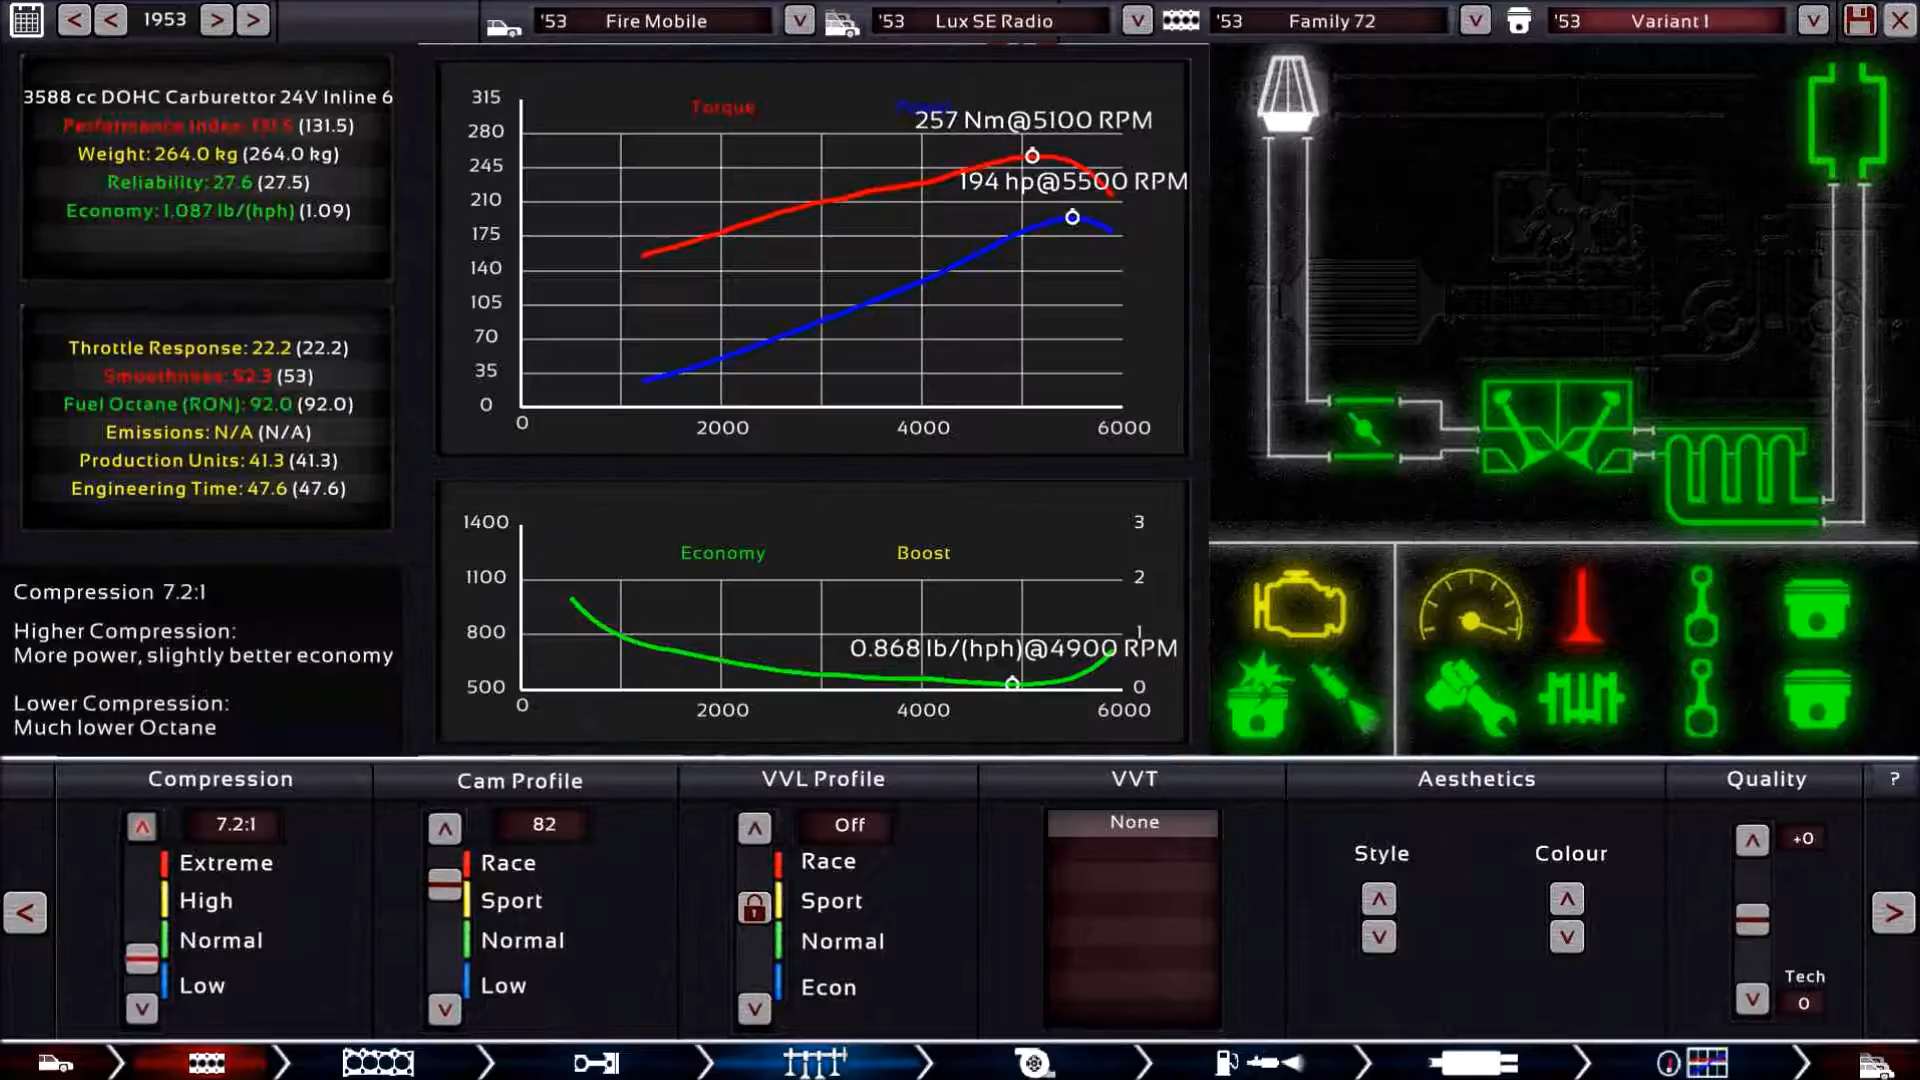 1953
'53 Fire Mobile
'53 Lux SE Radio
'53 Family 72
'53 Variant I
3588 cc DOHC Carburettor 24V Inline 6
Performance Index: 131.5 (131.5)
Weight: 264.0 kg (264.0 kg)
Reliability: 27.6 (27.5)
Economy: 1.087 lb/(hph) (1.09)
Throttle Response: 22.2 (22.2)
Smoothness: 52.3 (53)
Fuel Octane (RON): 92.0 (92.0)
Emissions: N/A (N/A)
Production Units: 41.3 (41.3)
Engineering Time: 47.6 (47.6)
Compression 7.2:1
Higher Compression:
More power, slightly better economy
Lower Compression:
Much lower Octane
315
280
245
210
175
140
105
70
35
0
Torque
257 Nm@5100 RPM
194 hp@5500 RPM
0 2000 4000 6000
1400
1100
800
500
Economy Boost
3
2
1
0
0.868 lb/(hph)@4900 RPM
0 2000 4000 6000
Compression
7.2:1
Extreme
High
Normal
Low
Cam Profile
82
Race
Sport
Normal
Low
VVL Profile
Off
Race
Sport
Normal
Econ
VVT
None
Aesthetics
Style
Colour
Quality
+0
Tech
0
?